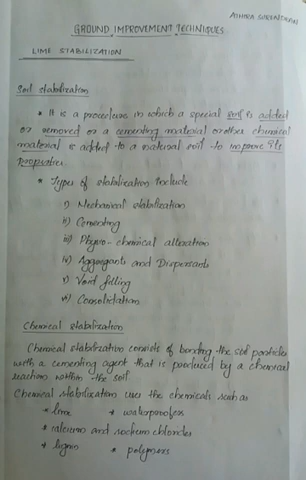 ATHIRA SURENDRAN
GROUND IMPROVEMENT TECHNIQUES
LIME STABILIZATION
Soil stabilization
* It is a procedure in which a special soil is added
or removed or a cementing material or other chemical
material is added to a natural soil to improve its
Properties.
* Types of stabilization include
i) Mechanical stabilization
ii) Cementing
iii) Physio-chemical alteration
iv) Aggregants and Dispersants
v) Void filling
vi) Consolidation
Chemical stabilization
Chemical stabilization consists of bonding the soil particles
with a cementing agent that is produced by a chemical
reaction within the soil
Chemical stabilization uses the chemicals such as
* lime * waterproofers
* calcium and sodium chlorides
* lignin * polymers